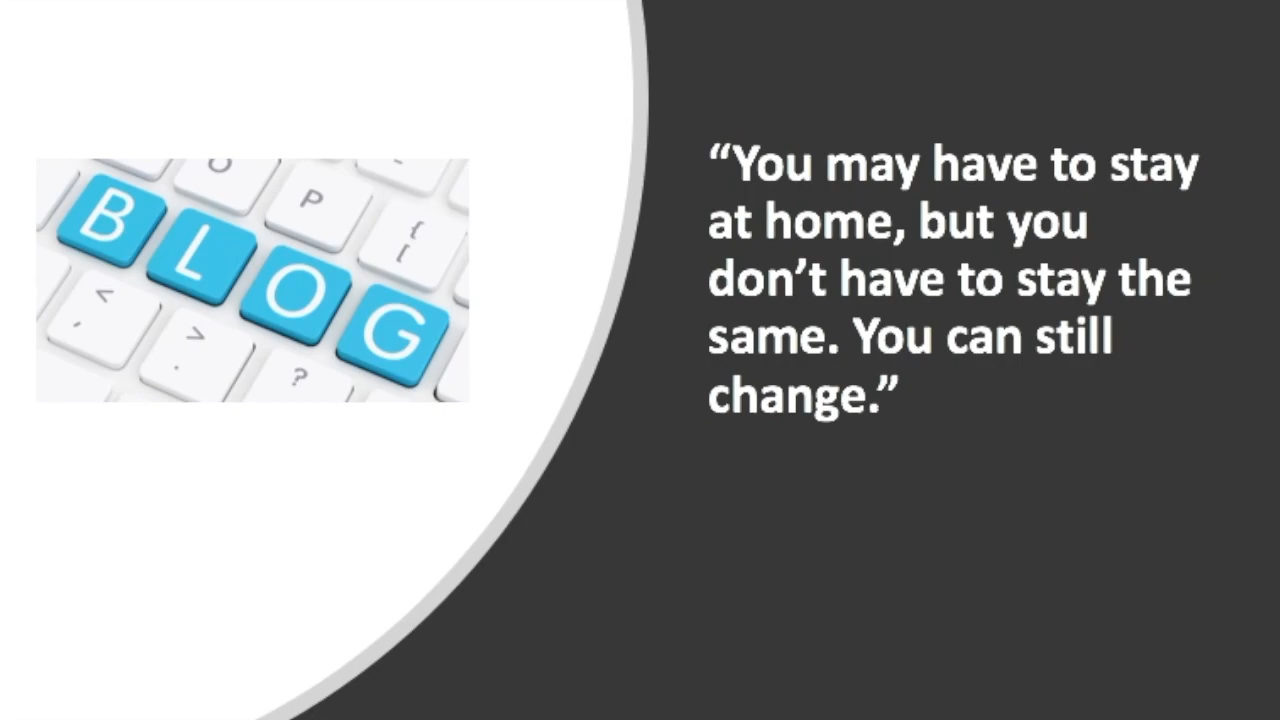 O
P
{
[
B L O G
<
,
>
.
?
“You may have to stay
at home, but you
don’t have to stay the
same. You can still
change.”